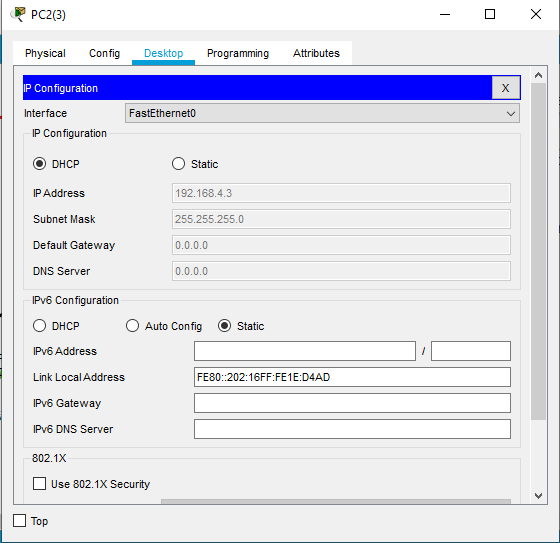 PC2(3)
Physical Config Desktop Programming Attributes
IP Configuration X
Interface FastEthernet0
IP Configuration
DHCP Static
IP Address 192.168.4.3
Subnet Mask 255.255.255.0
Default Gateway 0.0.0.0
DNS Server 0.0.0.0
IPv6 Configuration
DHCP Auto Config Static
IPv6 Address /
Link Local Address FE80::202:16FF:FE1E:D4AD
IPv6 Gateway
IPv6 DNS Server
802.1X
Use 802.1X Security
Top